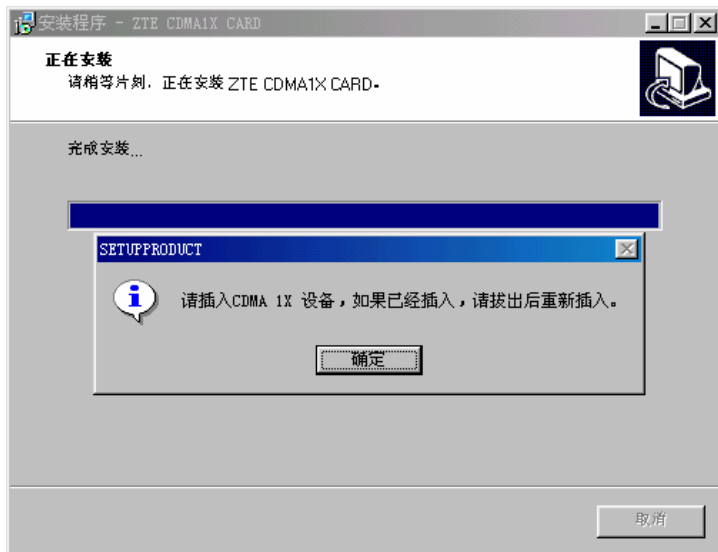 安装程序 - ZTE CDMA1X CARD
正在安装
请稍等片刻. 正在安装 ZTE CDMA1X CARD.
完成安装...
SETUPPRODUCT
请插入CDMA 1X 设备，如果已经插入，请拔出后重新插入。
确定
取消